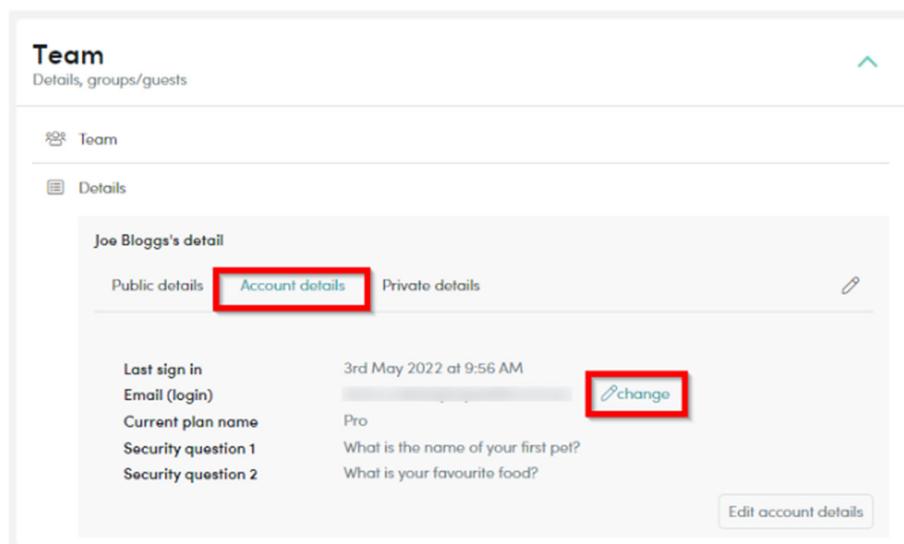 Team
Details, groups/guests
Team
Details
Joe Bloggs's detail
Public details Account details Private details
Last sign in 3rd May 2022 at 9:56 AM
Email (login) change
Current plan name Pro
Security question 1 What is the name of your first pet?
Security question 2 What is your favourite food?
Edit account details